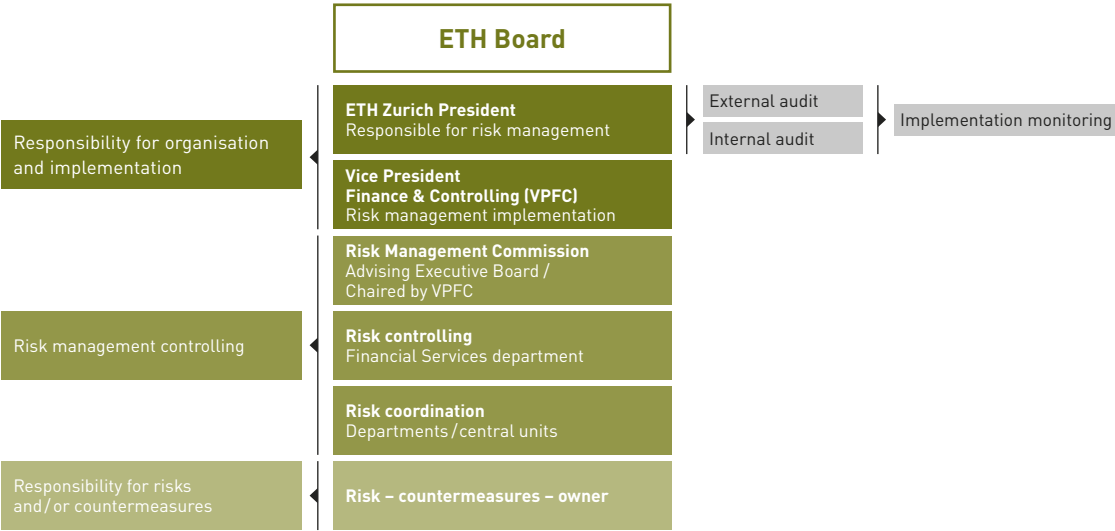 ETH Board
Responsibility for organisation
and implementation
ETH Zurich President
Responsible for risk management
Vice President
Finance & Controlling (VPFC)
Risk management implementation
External audit
Internal audit
Implementation monitoring
Risk management controlling
Risk Management Commission
Advising Executive Board /
Chaired by VPFC
Risk controlling
Financial Services department
Risk coordination
Departments / central units
Responsibility for risks
and / or countermeasures
Risk – countermeasures – owner